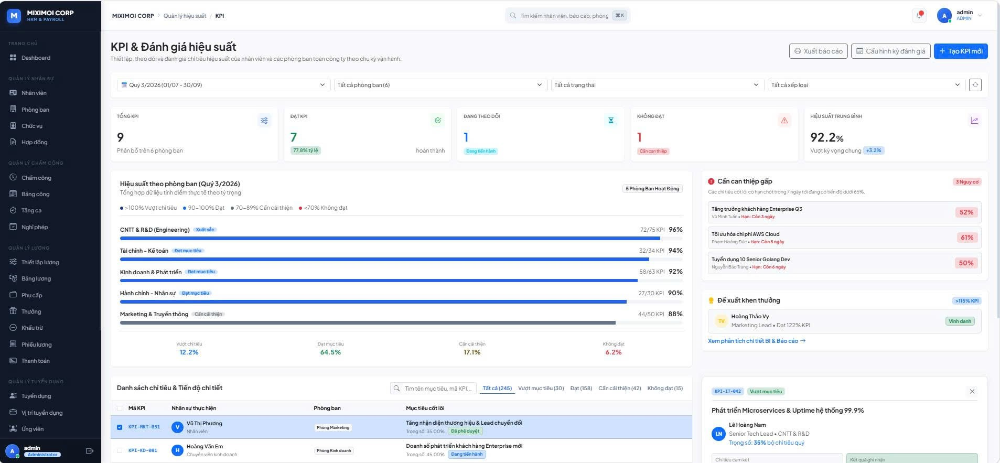 M MIXIMOI CORP
HRM & PAYROLL
TRANG CHỦ
Dashboard
QUẢN LÝ NHÂN SỰ
Nhân viên
Phòng ban
Chức vụ
Hợp đồng
QUẢN LÝ CHẤM CÔNG
Chấm công
Bảng công
Tăng ca
Nghỉ phép
QUẢN LÝ LƯƠNG
Thiết lập lương
Bảng lương
Phụ cấp
Thưởng
Khấu trừ
Phiếu lương
Thanh toán
QUẢN LÝ TUYỂN DỤNG
Tuyển dụng
Vị trí tuyển dụng
Ứng viên
A admin
Administrator
MIXIMOI CORP > Quản lý hiệu suất / KPI
Tìm kiếm nhân viên, báo cáo, phòng ⌘K
A admin
ADMIN
KPI & Đánh giá hiệu suất
Thiết lập, theo dõi và đánh giá chỉ tiêu hiệu suất của nhân viên và các phòng ban toàn công ty theo chu kỳ vận hành.
Xuất báo cáo
Cấu hình kỳ đánh giá
+ Tạo KPI mới
Quý 3/2026 (01/07 - 30/09)
Tất cả phòng ban (6)
Tất cả trạng thái
Tất cả xếp loại
TỔNG KPI
9
Phân bổ trên 6 phòng ban
ĐẠT KPI
7
77.8% tỷ lệ hoàn thành
ĐANG THEO DÕI
1
Đang tiến hành
KHÔNG ĐẠT
1
Cần can thiệp
HIỆU SUẤT TRUNG BÌNH
92.2%
Vượt kỳ vọng chung +3.2%
Hiệu suất theo phòng ban (Quý 3/2026)
Tổng hợp dữ liệu tính điểm thực tế theo tỷ trọng
5 Phòng Ban Hoạt Động
>100% Vượt chỉ tiêu 90–100% Đạt 70–89% Cần cải thiện <70% Không đạt
CNTT & R&D (Engineering) Xuất sắc 72/75 KPI 96%
Tài chính - Kế toán Đạt mục tiêu 32/34 KPI 94%
Kinh doanh & Phát triển Đạt mục tiêu 58/63 KPI 92%
Hành chính - Nhân sự Đạt mục tiêu 27/30 KPI 90%
Marketing & Truyền thông Cần cải thiện 44/50 KPI 88%
Vượt chỉ tiêu Đạt mục tiêu Cần cải thiện Không đạt
12.2% 64.5% 17.1% 6.2%
Cần can thiệp gấp 3 Nguy cơ
Các chỉ tiêu cốt lõi có hạn chót trong 7 ngày tới đang có tiến độ dưới 65%.
Tăng trưởng khách hàng Enterprise Q3
Vũ Minh Tuấn • Hạn: Còn 3 ngày
52%
Tối ưu hóa chi phí AWS Cloud
Phạm Hoàng Đức • Hạn: Còn 5 ngày
61%
Tuyển dụng 10 Senior Golang Dev
Nguyễn Bảo Trang • Hạn: Còn 6 ngày
50%
Đề xuất khen thưởng >115% KPI
TV Hoàng Thảo Vy
Marketing Lead • Đạt 122% KPI
Vinh danh
Xem phân tích chi tiết BI & Báo cáo →
Danh sách chỉ tiêu & Tiến độ chi tiết
Tìm tên mục tiêu, mã KPI...
Tất cả (245) Vượt mục tiêu (30) Đạt (158) Cần cải thiện (42) Không đạt (15)
Mã KPI Nhân sự thực hiện Phòng ban Mục tiêu cốt lõi
KPI-MKT-031 V Vũ Thị Phương
Nhân viên
Phòng Marketing
Tăng nhận diện thương hiệu & Lead chuyển đổi
Trọng số: 35.00% Đã phê duyệt
KPI-KD-081 H Hoàng Văn Em
Chuyên viên kinh doanh
Phòng Kinh doanh
Doanh số phát triển khách hàng Enterprise mới
Trọng số: 45.00% Đang tiến hành
KPI-IT-042 Vượt mục tiêu
Phát triển Microservices & Uptime hệ thống 99.9%
LN Lê Hoàng Nam
Senior Tech Lead • CNTT & R&D
Trọng số: 35% bộ chỉ tiêu quý
Chỉ tiêu cam kết
Kết quả ghi nhận